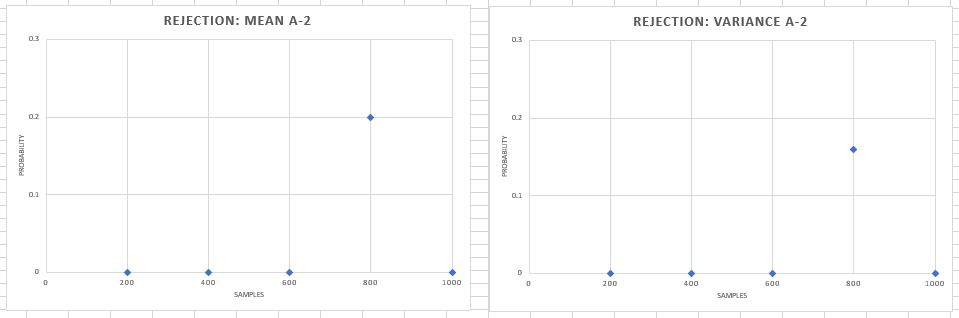 REJECTION: MEAN A-2
0.3
0.2
0.1
0
PROBABILITY
0 200 400 600 800 1000
SAMPLES
REJECTION: VARIANCE A-2
0.3
0.2
0.1
0
PROBABILITY
0 200 400 600 800 1000
SAMPLES